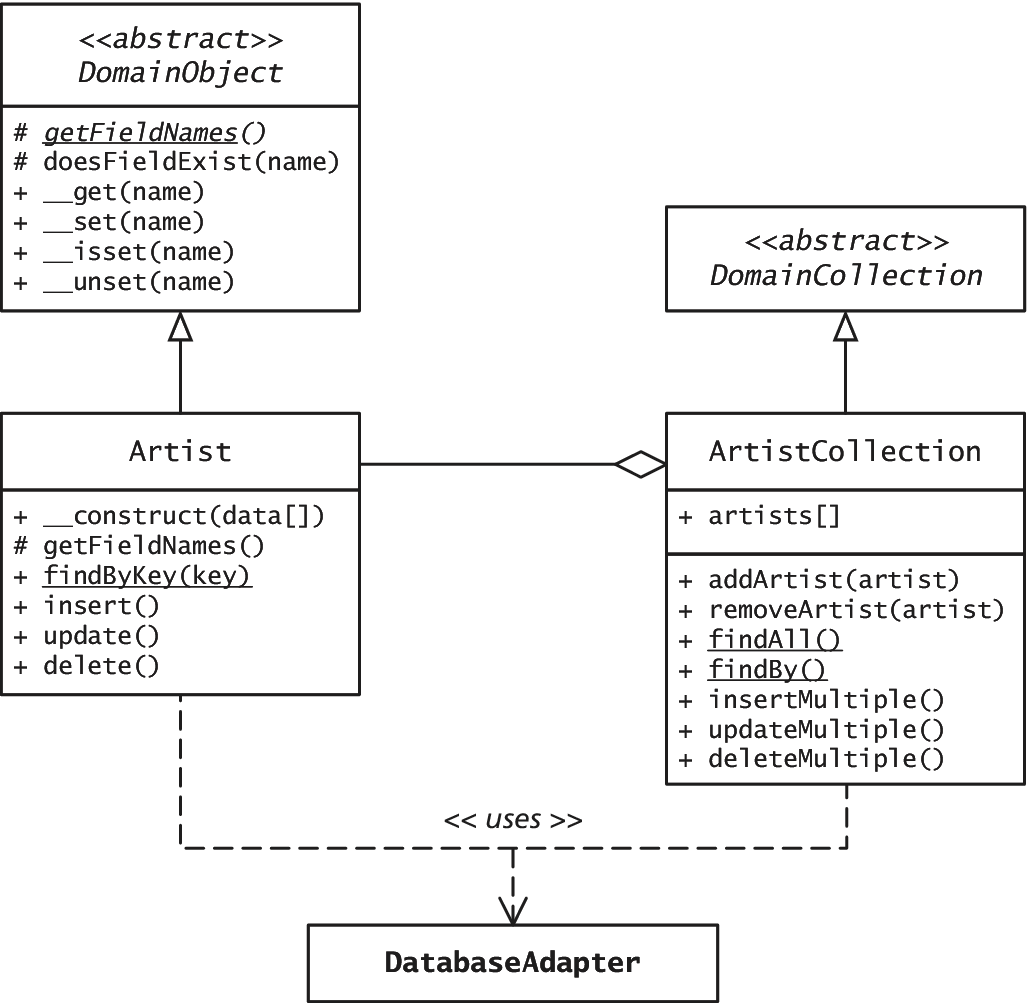 <<abstract>>
DomainObject
# getFieldNames()
# doesFieldExist(name)
+ __get(name)
+ __set(name)
+ __isset(name)
+ __unset(name)
<<abstract>>
DomainCollection
Artist
+ __construct(data[])
# getFieldNames()
+ findByKey(key)
+ insert()
+ update()
+ delete()
ArtistCollection
+ artists[]
+ addArtist(artist)
+ removeArtist(artist)
+ findAll()
+ findBy()
+ insertMultiple()
+ updateMultiple()
+ deleteMultiple()
<< uses >>
DatabaseAdapter